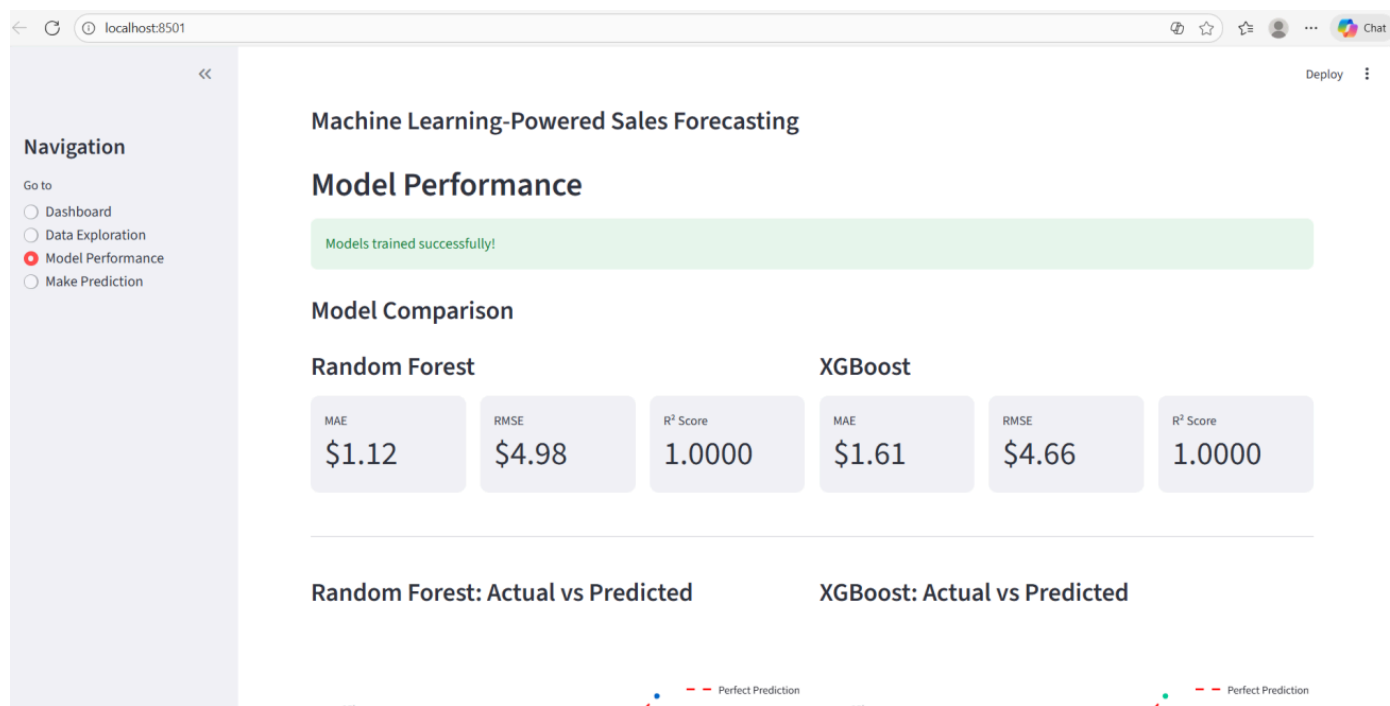 localhost:8501
Chat
Deploy
Navigation
Go to
Dashboard
Data Exploration
Model Performance
Make Prediction
Machine Learning-Powered Sales Forecasting
Model Performance
Models trained successfully!
Model Comparison
Random Forest
MAE
$1.12
RMSE
$4.98
R² Score
1.0000
XGBoost
MAE
$1.61
RMSE
$4.66
R² Score
1.0000
Random Forest: Actual vs Predicted
Perfect Prediction
XGBoost: Actual vs Predicted
Perfect Prediction